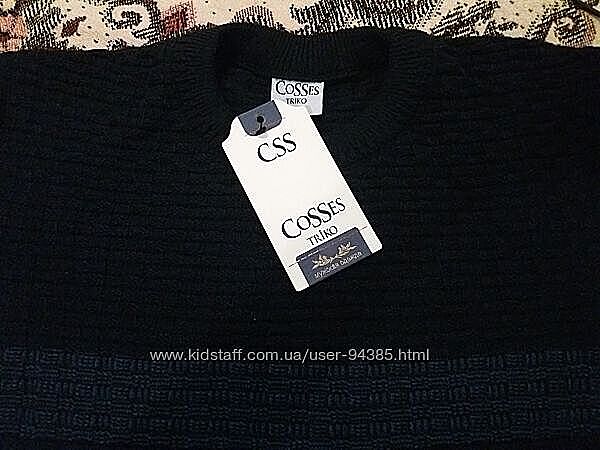 CoSSes
TRIKO
CSS
CoSSes
TRIKO
www.kidstaff.com.ua/user-94385.html